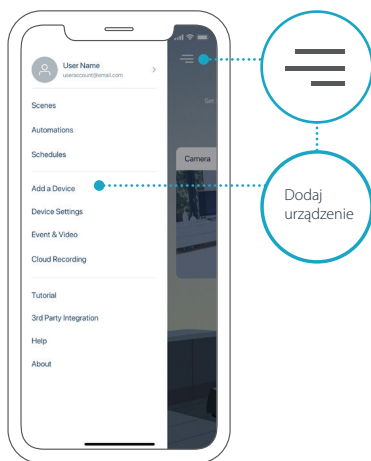 User Name
useraccount@email.com
Scenes
Automations
Schedules
Add a Device
Device Settings
Event & Video
Cloud Recording
Tutorial
3rd Party Integration
Help
About
Set
Camera
Dodaj
urządzenie